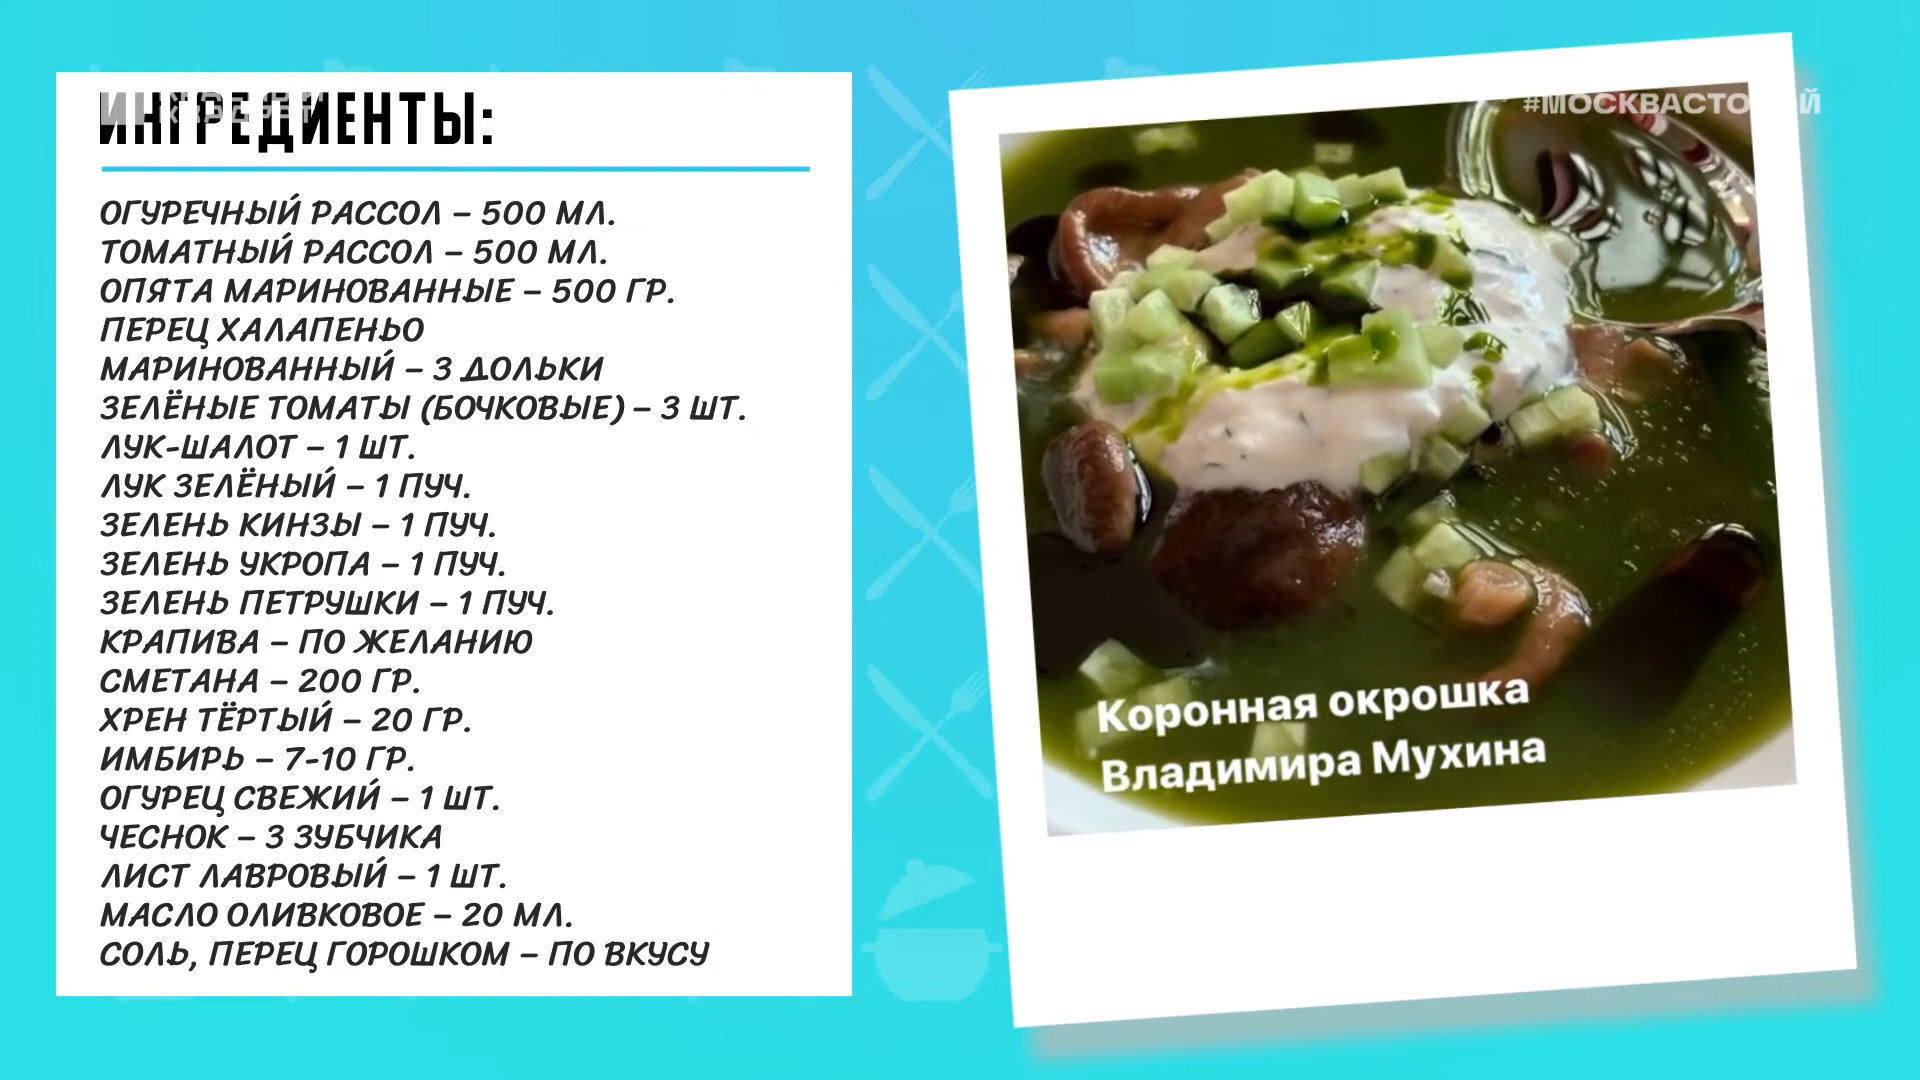 ИНГРЕДИЕНТЫ:
ОГУРЕЧНЫЙ РАССОЛ – 500 МЛ.
ТОМАТНЫЙ РАССОЛ – 500 МЛ.
ОПЯТА МАРИНОВАННЫЕ – 500 ГР.
ПЕРЕЦ ХАЛАПЕНЬО
МАРИНОВАННЫЙ – 3 ДОЛЬКИ
ЗЕЛЁНЫЕ ТОМАТЫ (БОЧКОВЫЕ) – 3 ШТ.
ЛУК-ШАЛОТ – 1 ШТ.
ЛУК ЗЕЛЁНЫЙ – 1 ПУЧ.
ЗЕЛЕНЬ КИНЗЫ – 1 ПУЧ.
ЗЕЛЕНЬ УКРОПА – 1 ПУЧ.
ЗЕЛЕНЬ ПЕТРУШКИ – 1 ПУЧ.
КРАПИВА – ПО ЖЕЛАНИЮ
СМЕТАНА – 200 ГР.
ХРЕН ТЁРТЫЙ – 20 ГР.
ИМБИРЬ – 7-10 ГР.
ОГУРЕЦ СВЕЖИЙ – 1 ШТ.
ЧЕСНОК – 3 ЗУБЧИКА
ЛИСТ ЛАВРОВЫЙ – 1 ШТ.
МАСЛО ОЛИВКОВОЕ – 20 МЛ.
СОЛЬ, ПЕРЕЦ ГОРОШКОМ – ПО ВКУСУ
Коронная окрошка
Владимира Мухина